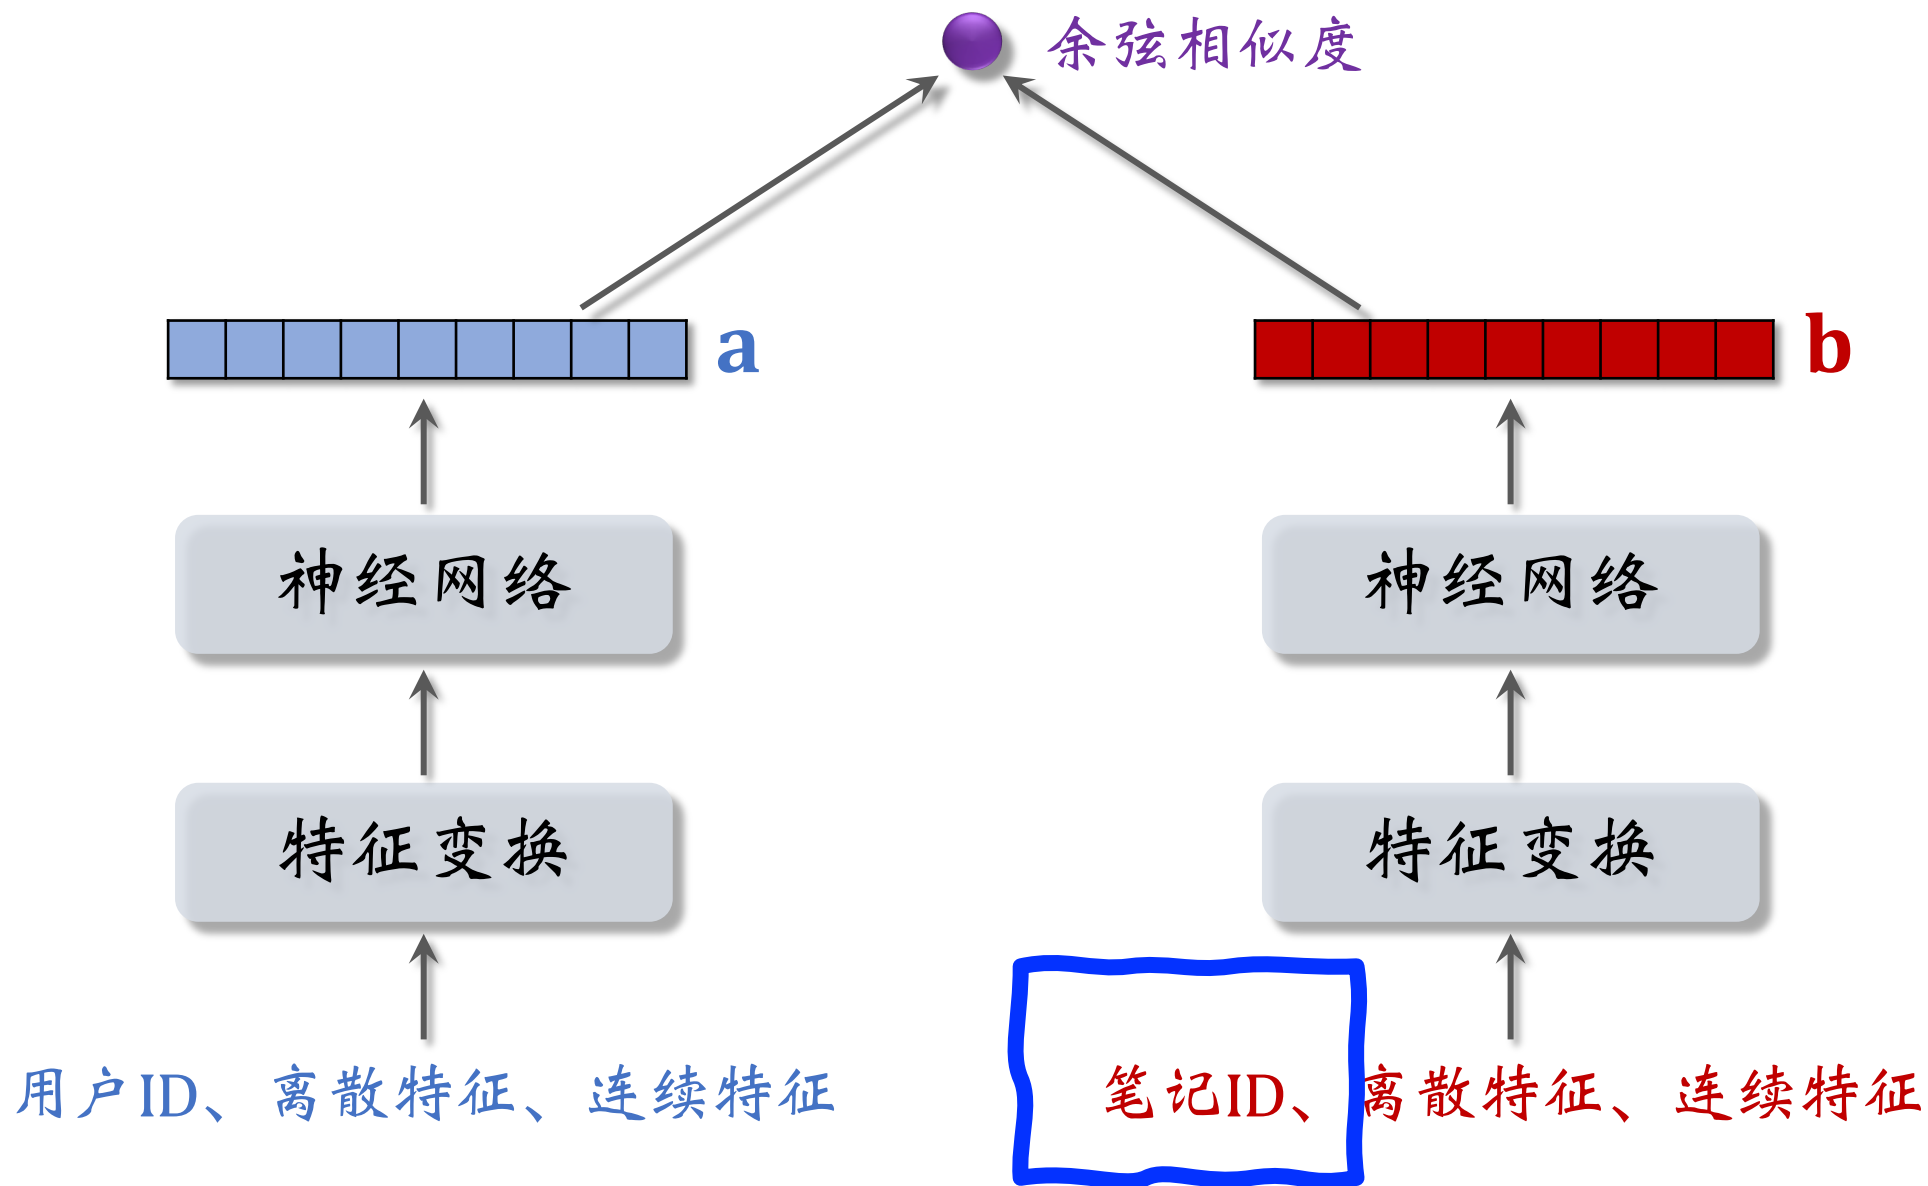 余弦相似度
a
b
神经网络
神经网络
特征变换
特征变换
用户ID、离散特征、连续特征
笔记ID、离散特征、连续特征